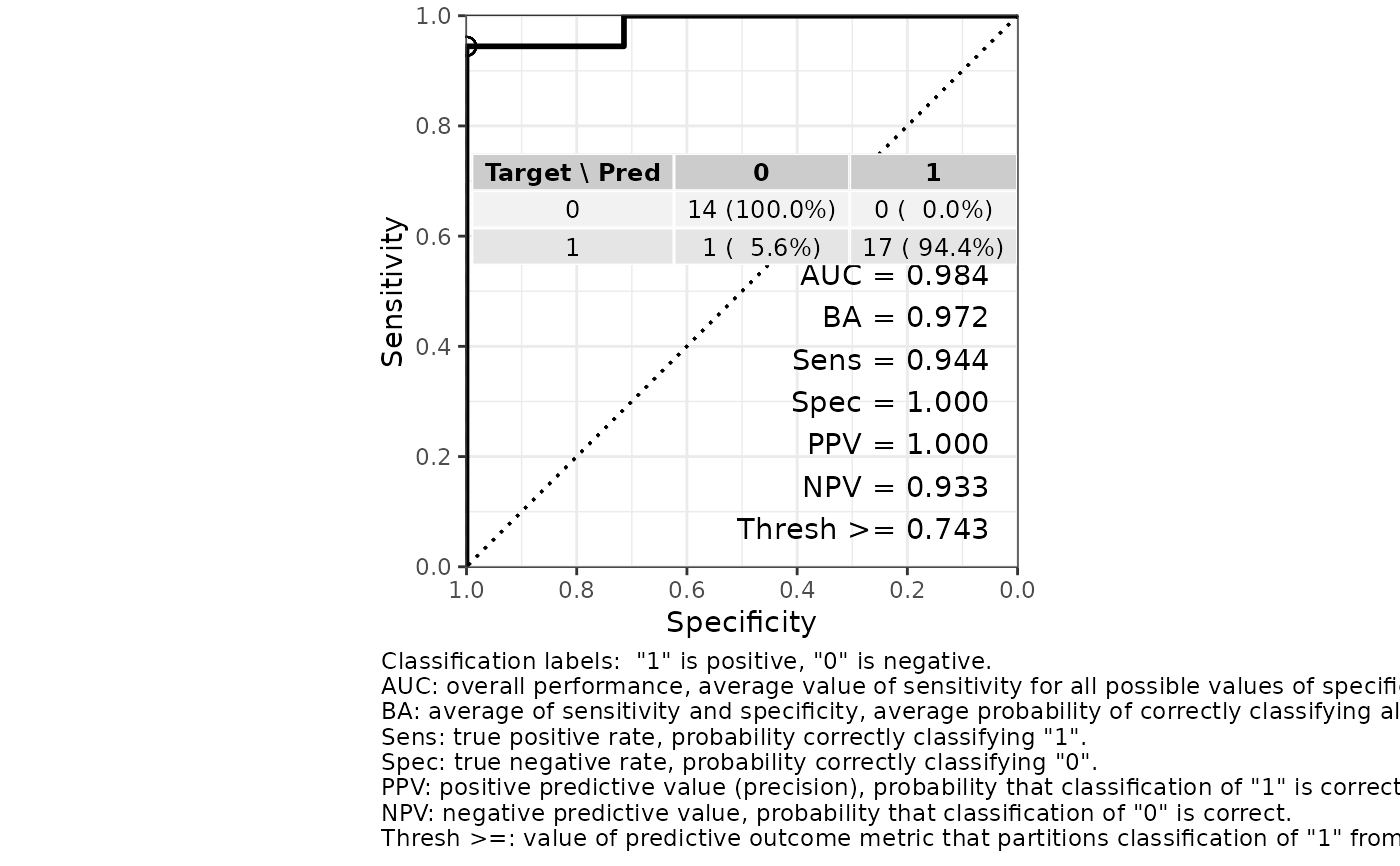 1.0
0.8
Target \ Pred 0 1
0 14 (100.0%) 0 (  0.0%)
0.6
1 1 (  5.6%) 17 ( 94.4%)
AUC = 0.984
BA = 0.972
0.4
Sens = 0.944
Spec = 1.000
0.2
PPV = 1.000
NPV = 0.933
Thresh >= 0.743
0.0
Sensitivity
1.0 0.8 0.6 0.4 0.2 0.0
Specificity
Classification labels:  "1" is positive, "0" is negative.
AUC: overall performance, average value of sensitivity for all possible values of
BA: average of sensitivity and specificity, average probability of correctly classifying
Sens: true positive rate, probability correctly classifying "1".
Spec: true negative rate, probability correctly classifying "0".
PPV: positive predictive value (precision), probability that classification of "1" is correct
NPV: negative predictive value, probability that classification of "0" is correct.
Thresh >=: value of predictive outcome metric that partitions classification of "1" from